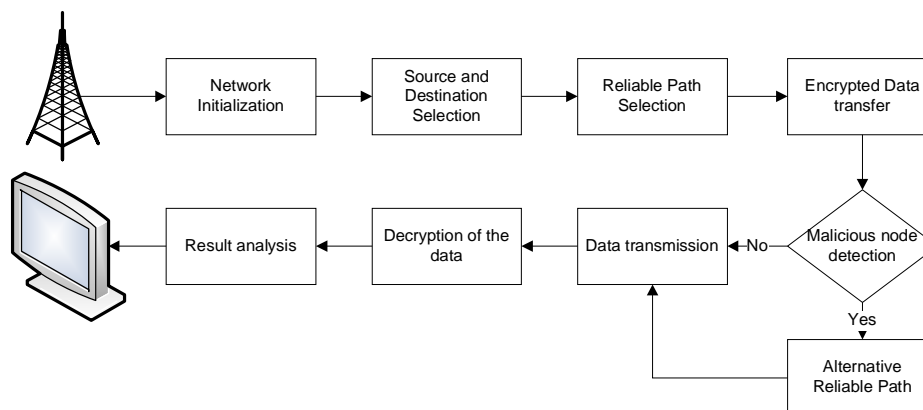 Network
Initialization
Source and
Destination
Selection
Reliable Path
Selection
Encrypted Data
transfer
Malicious node
detection
No
Data transmission
Decryption of the
data
Result analysis
Yes
Alternative
Reliable Path